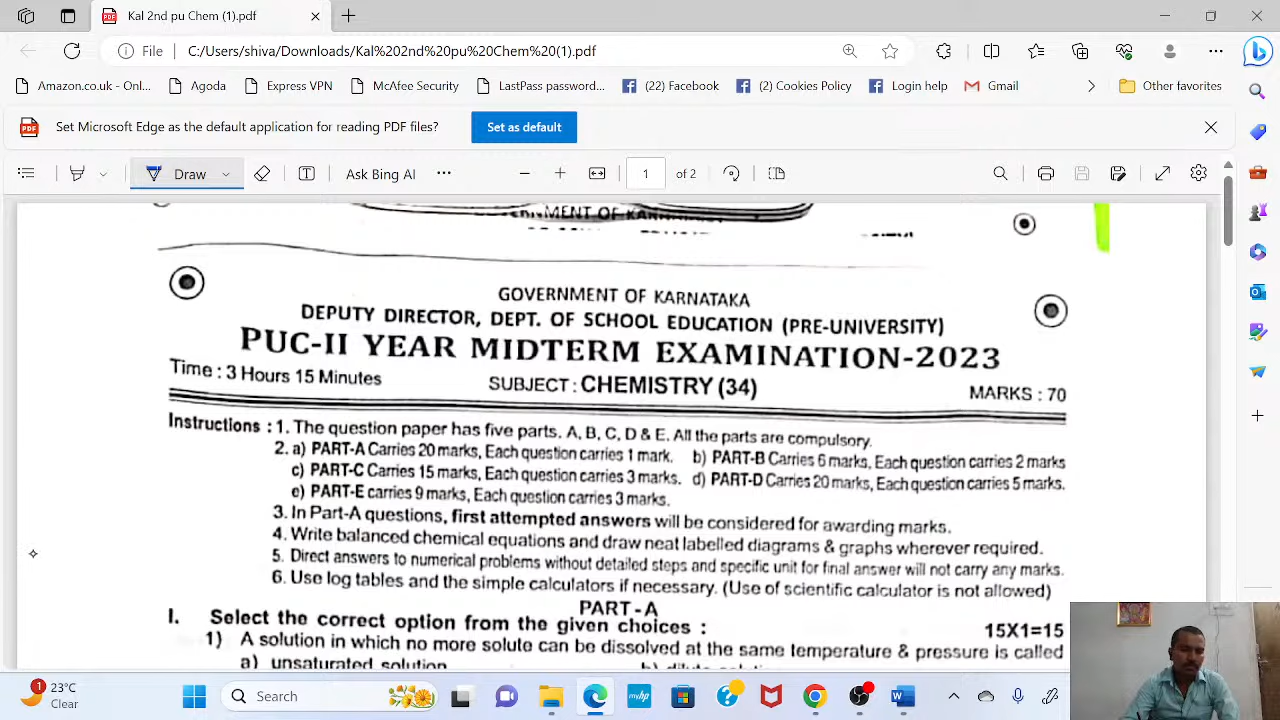 Kal 2nd pu Chem (1).pdf
File C:/Users/shiva/Downloads/Kal%202nd%20pu%20Chem%20(1).pdf
Amazon.co.uk - Onl... Agoda Express VPN McAfee Security LastPass password... (22) Facebook (2) Cookies Policy Login help Gmail Other favorites
Set Microsoft Edge as the default application for reading PDF files? Set as default
Draw Ask Bing AI 1 of 2
GOVERNMENT OF KARNATAKA
DEPUTY DIRECTOR, DEPT. OF SCHOOL EDUCATION (PRE-UNIVERSITY)
PUC-II YEAR MIDTERM EXAMINATION-2023
Time : 3 Hours 15 Minutes SUBJECT : CHEMISTRY (34) MARKS : 70
Instructions : 1. The question paper has five parts. A, B, C, D & E. All the parts are compulsory.
2. a) PART-A Carries 20 marks, Each question carries 1 mark. b) PART-B Carries 6 marks, Each question carries 2 marks
c) PART-C Carries 15 marks, Each question carries 3 marks. d) PART-D Carries 20 marks, Each question carries 5 marks.
e) PART-E carries 9 marks, Each question carries 3 marks.
3. In Part-A questions, first attempted answers will be considered for awarding marks.
4. Write balanced chemical equations and draw neat labelled diagrams & graphs wherever required.
5. Direct answers to numerical problems without detailed steps and specific unit for final answer will not carry any marks.
6. Use log tables and the simple calculators if necessary. (Use of scientific calculator is not allowed)
PART-A
I. Select the correct option from the given choices : 15X1=15
1) A solution in which no more solute can be dissolved at the same temperature & pressure is called
a) unsaturated solution b)
1 23°C
Clear
Search